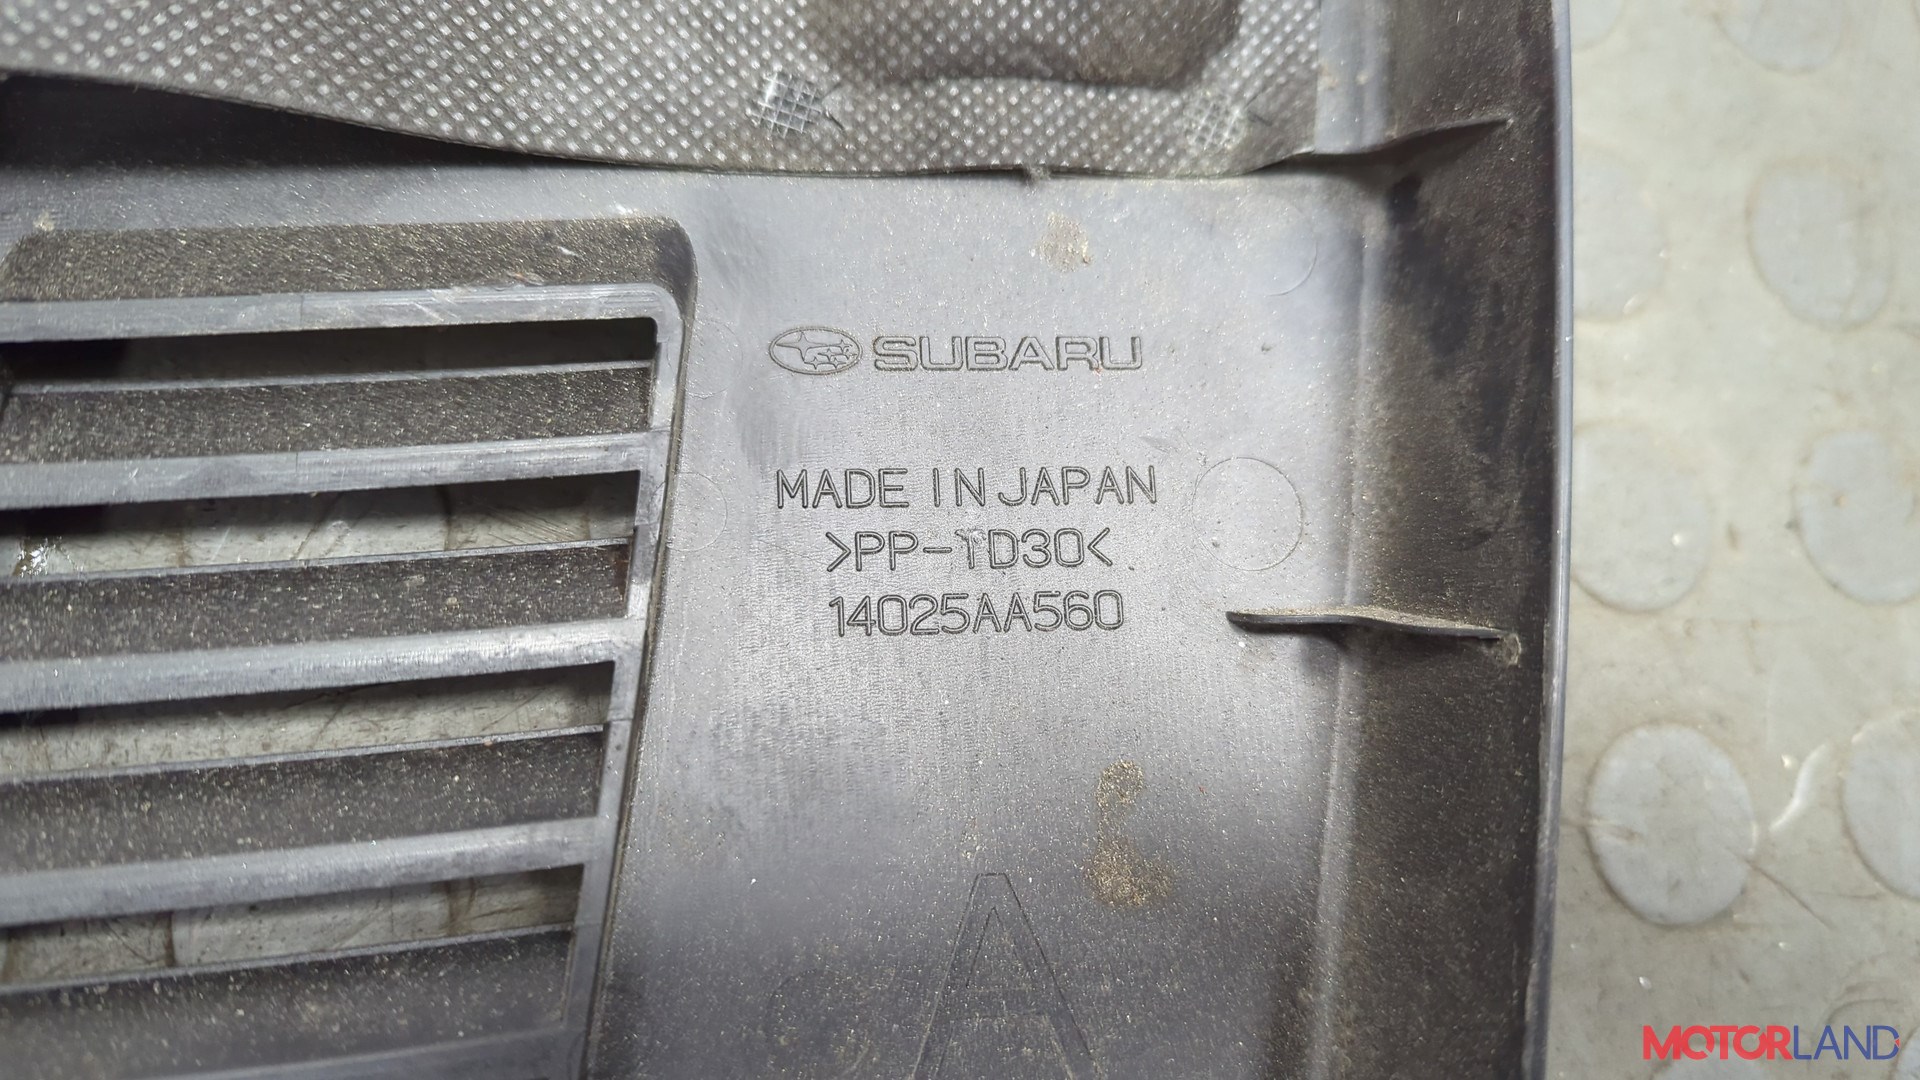 SUBARU
MADE IN JAPAN
>PP-TD30<
14025AA560
A
MOTORLAND